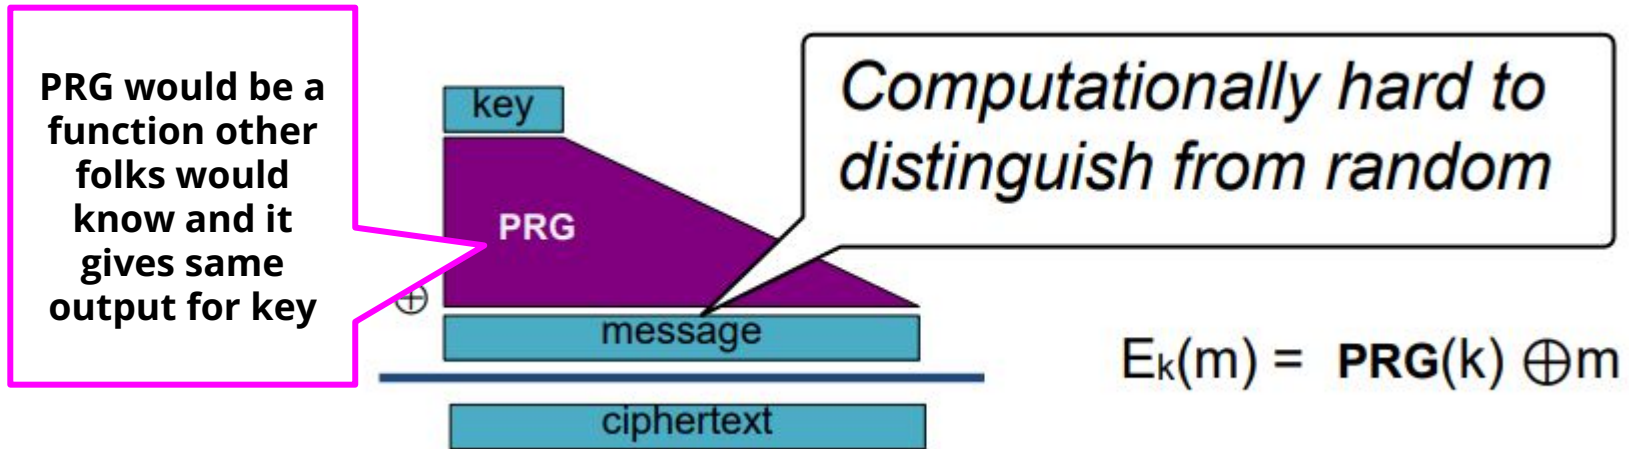 PRG would be a
function other
folks would
know and it
gives same
output for key
key
Computationally hard to
distinguish from random
PRG
⊕
message
Ek(m) = PRG(k) ⊕m
ciphertext